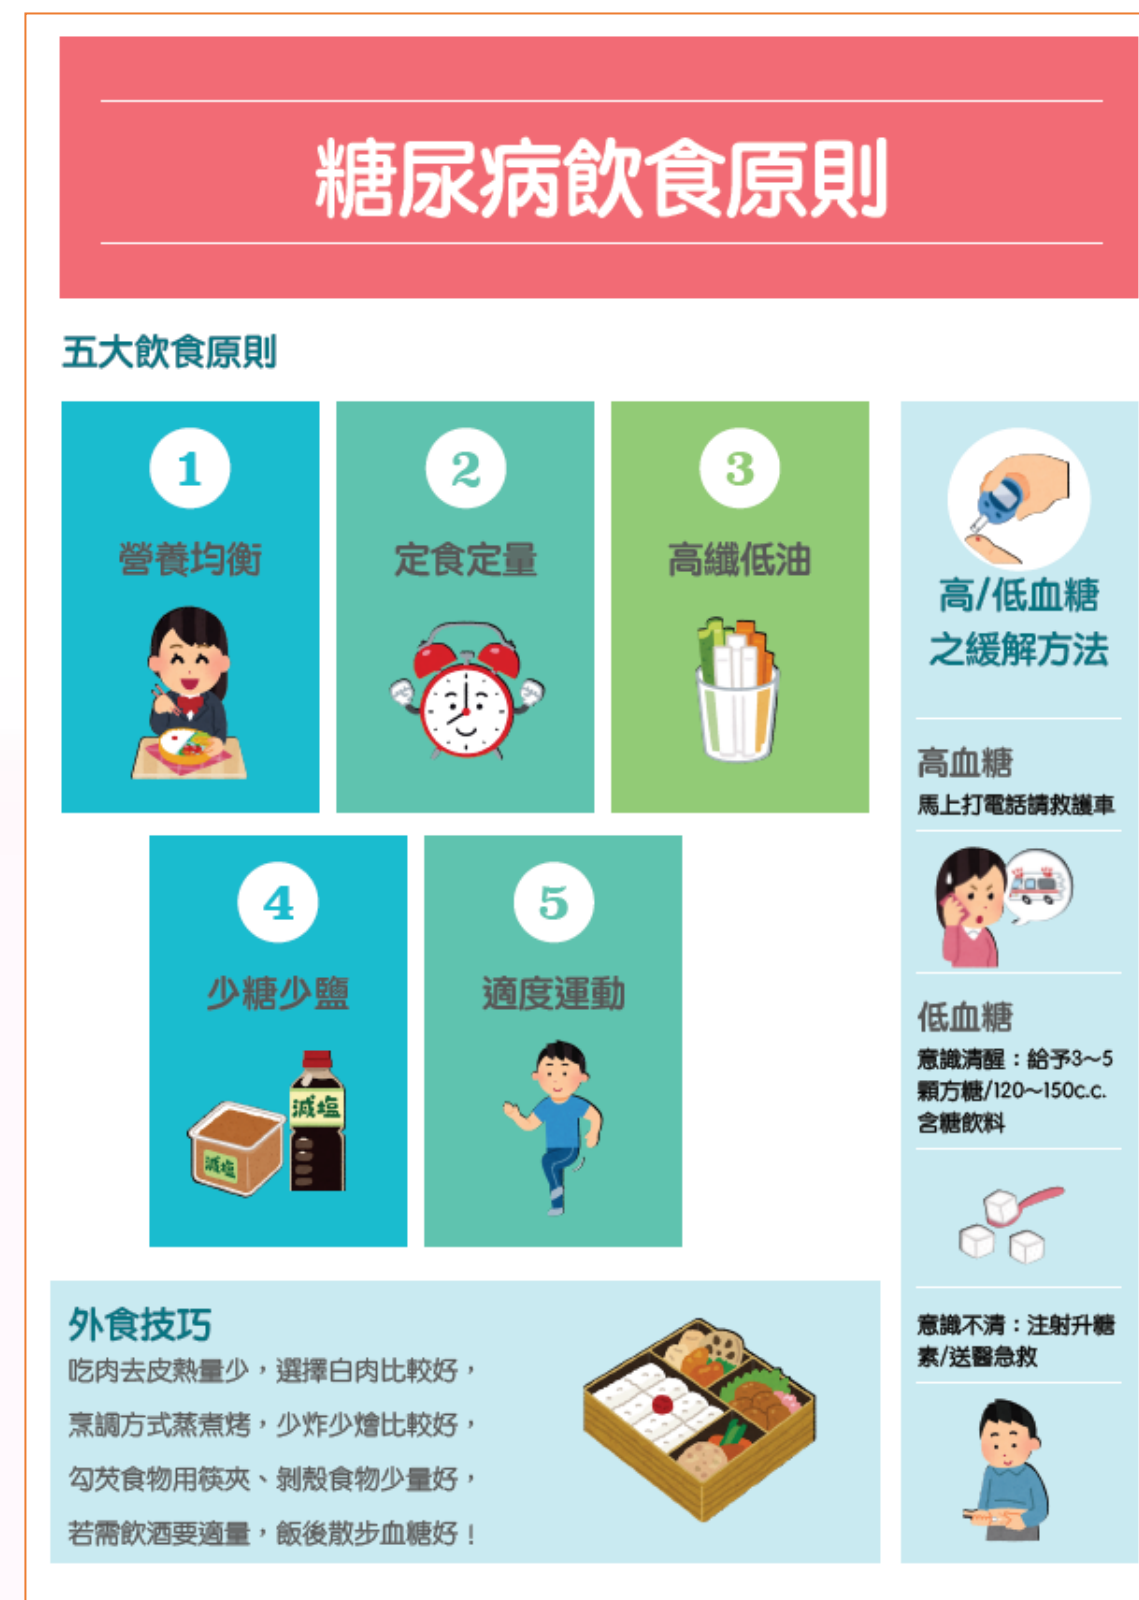 糖尿病飲食原則
五大飲食原則
1
營養均衡
2
定食定量
3
高纖低油
4
少糖少鹽
減塩
減塩
5
適度運動
高/低血糖
之緩解方法
高血糖
馬上打電話請救護車
低血糖
意識清醒：給予3～5
顆方糖/120～150c.c.
含糖飲料
意識不清：注射升糖
素/送醫急救
外食技巧
吃肉去皮熱量少，選擇白肉比較好，
烹調方式蒸煮烤，少炸少燴比較好，
勾芡食物用筷夾、剝殼食物少量好，
若需飲酒要適量，飯後散步血糖好！